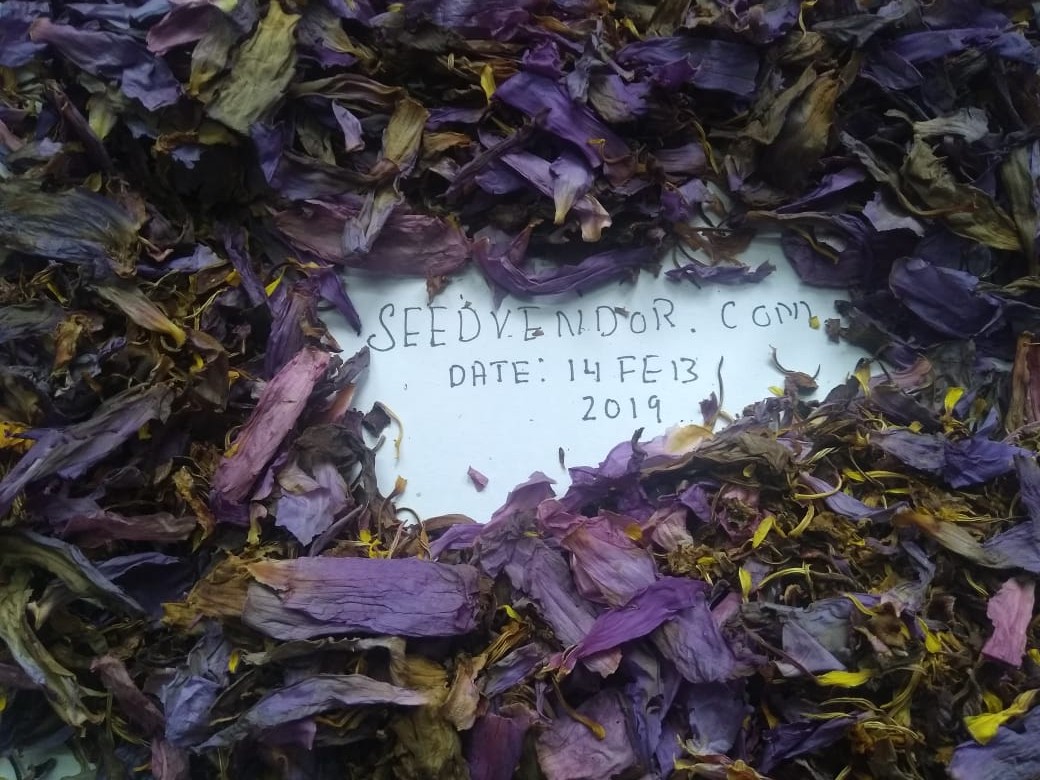 SEEDVENDOR. COM
DATE: 14 FEB
2019